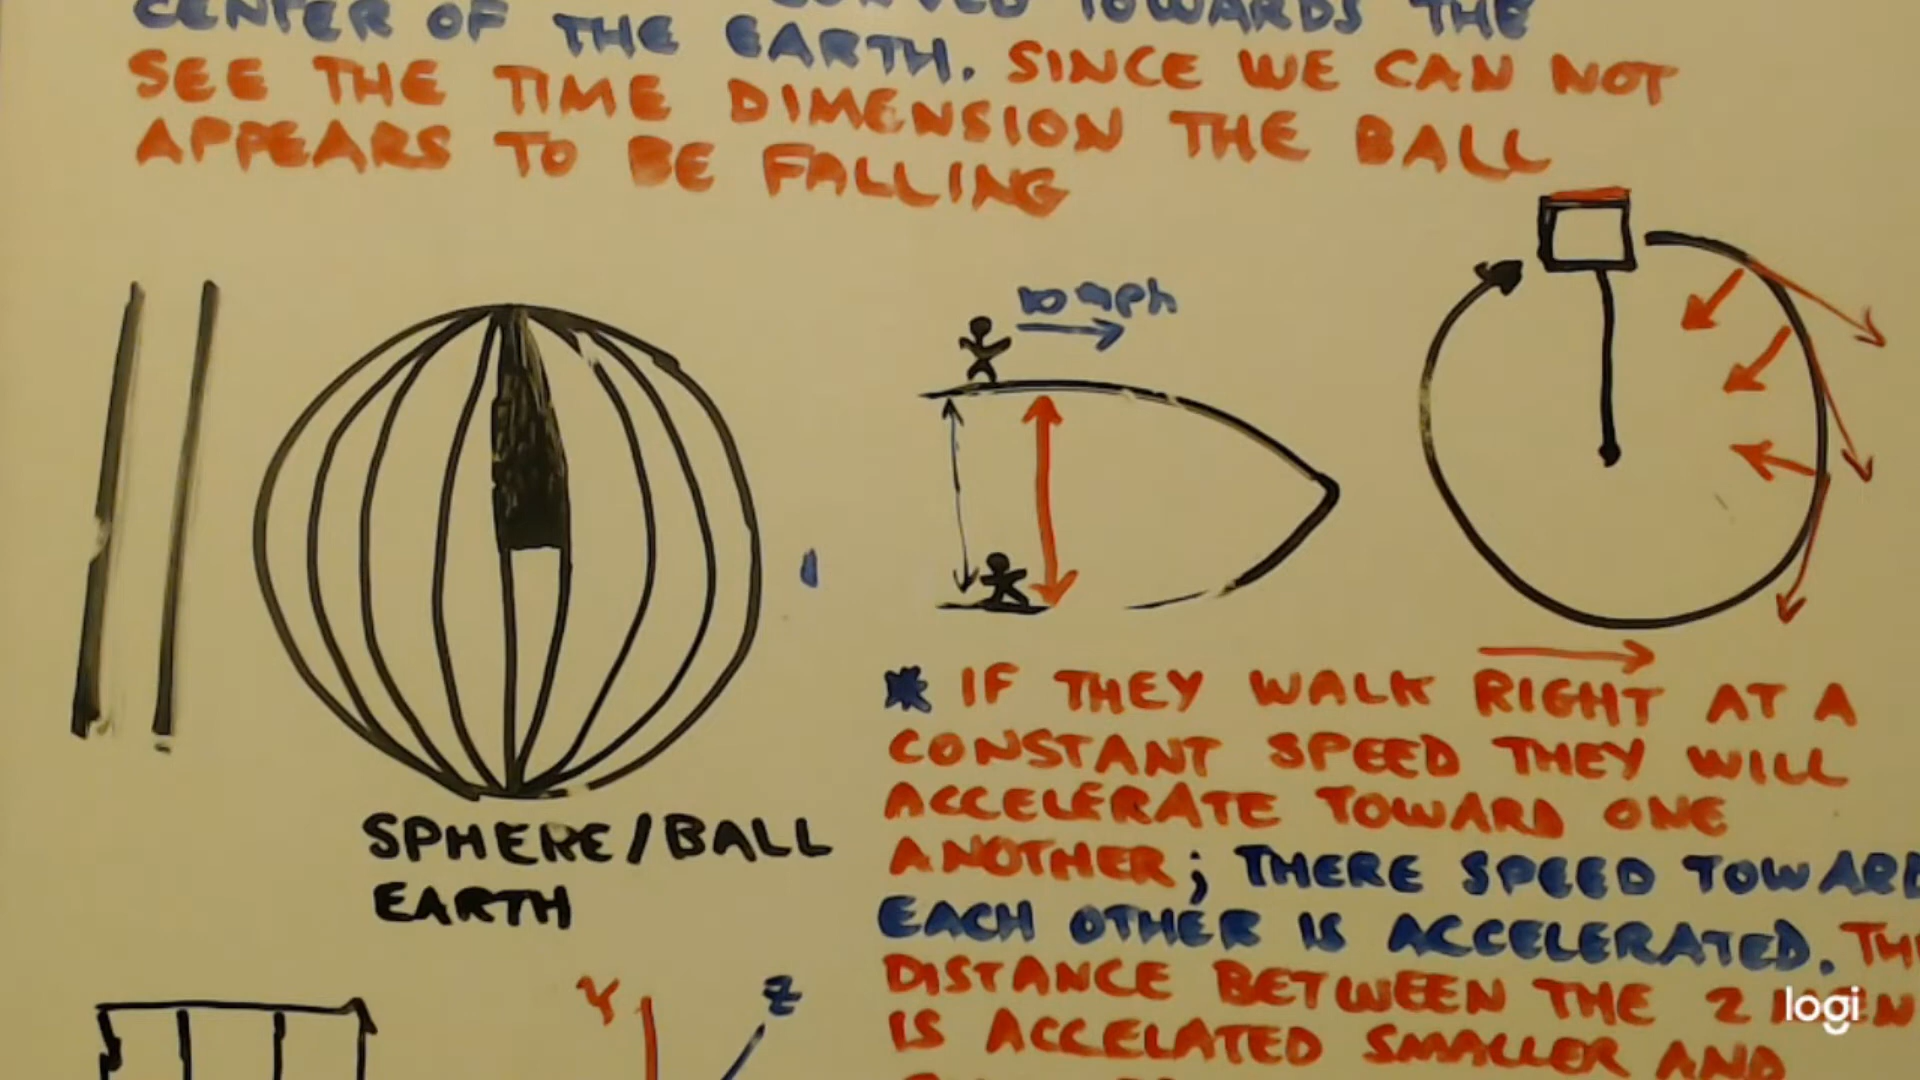 CENTER OF THE EARTH. SINCE WE CAN NOT
TOWARDS THE
SEE THE TIME DIMENSION THE BALL
APPEARS TO BE FALLING
10 mph
* IF THEY WALK RIGHT AT A
CONSTANT SPEED THEY WILL
ACCELERATE TOWARD ONE
ANOTHER; THERE SPEED TOWARD
EACH OTHER IS ACCELERATED.
DISTANCE BETWEEN THE 2
IS ACCELATED SMALLER AND
SPHERE/BALL
EARTH
Y
Z
logi